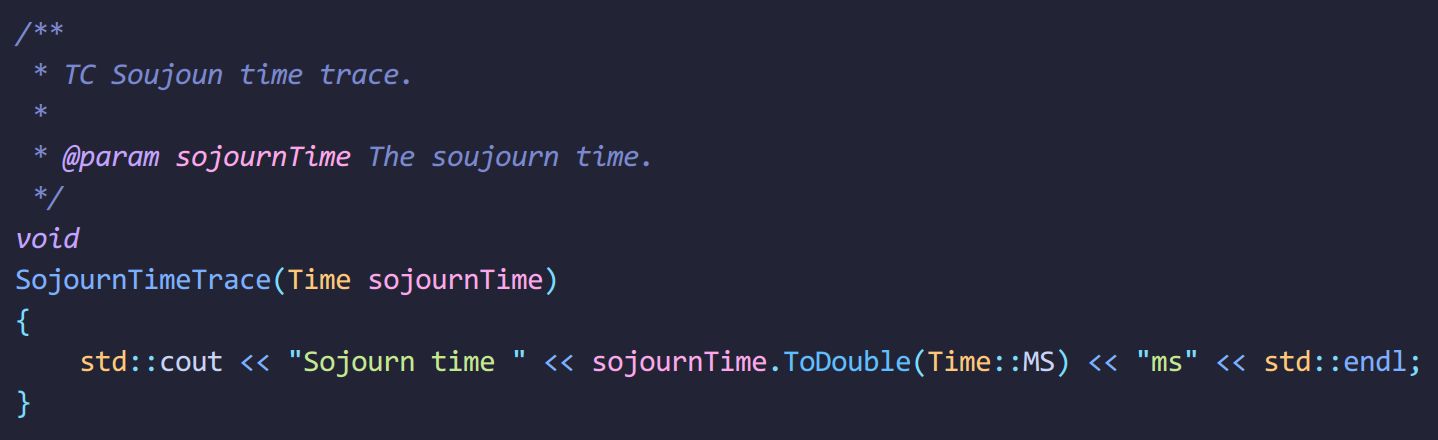 /**
 * TC Soujoun time trace.
 *
 * @param sojournTime The soujourn time.
 */
void
SojournTimeTrace(Time sojournTime)
{
    std::cout << "Sojourn time " << sojournTime.ToDouble(Time::MS) << "ms" << std::endl;
}